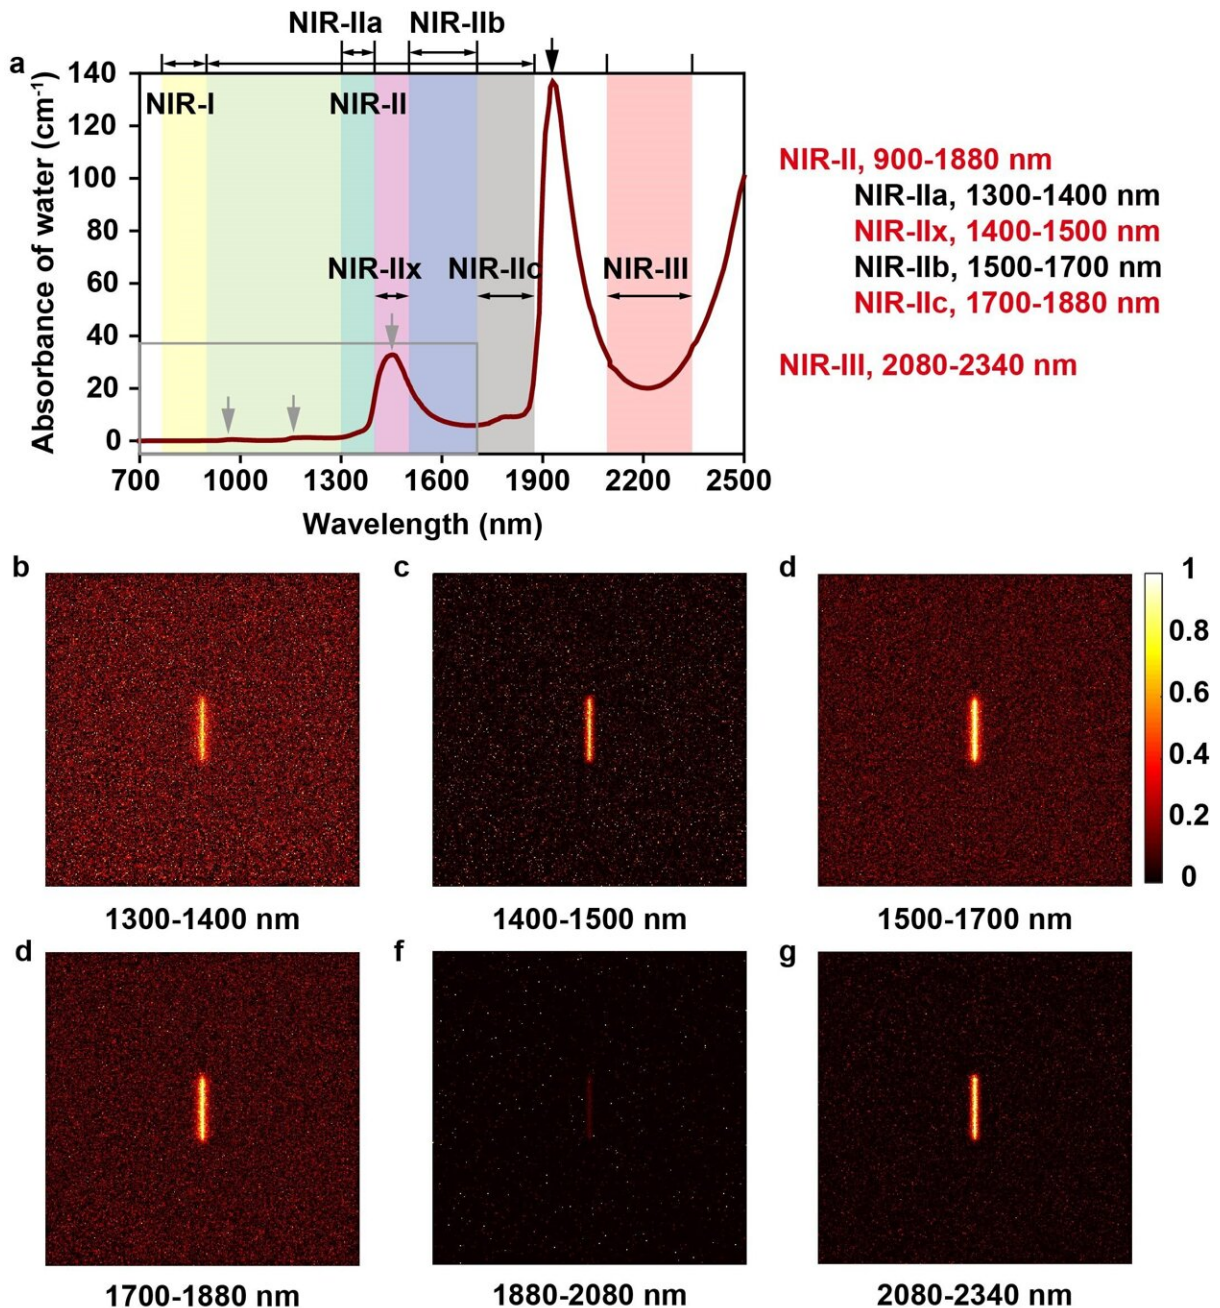 NIR-IIa
NIR-IIb
a
NIR-I
NIR-II
NIR-IIx
NIR-IIc
NIR-III
Absorbance of water (cm⁻¹)
140
120
100
80
60
40
20
0
700
1000
1300
1600
1900
2200
2500
Wavelength (nm)
NIR-II, 900-1880 nm
NIR-IIa, 1300-1400 nm
NIR-IIx, 1400-1500 nm
NIR-IIb, 1500-1700 nm
NIR-IIc, 1700-1880 nm
NIR-III, 2080-2340 nm
b
c
d
1
0.8
0.6
0.4
0.2
0
1300-1400 nm
1400-1500 nm
1500-1700 nm
d
f
g
1700-1880 nm
1880-2080 nm
2080-2340 nm